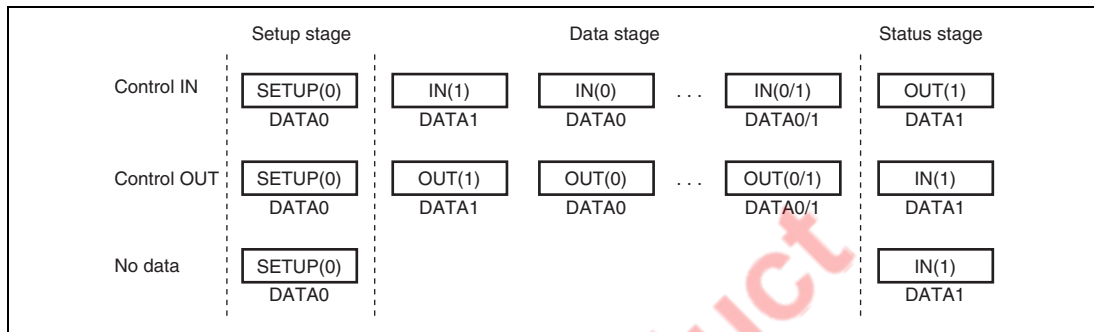 Setup stage Data stage Status stage
Control IN SETUP(0) IN(1) IN(0) . . . IN(0/1) OUT(1)
DATA0 DATA1 DATA0 DATA0/1 DATA1
Control OUT SETUP(0) OUT(1) OUT(0) . . . OUT(0/1) IN(1)
DATA0 DATA1 DATA0 DATA0/1 DATA1
No data SETUP(0) IN(1)
DATA0 DATA1
uct